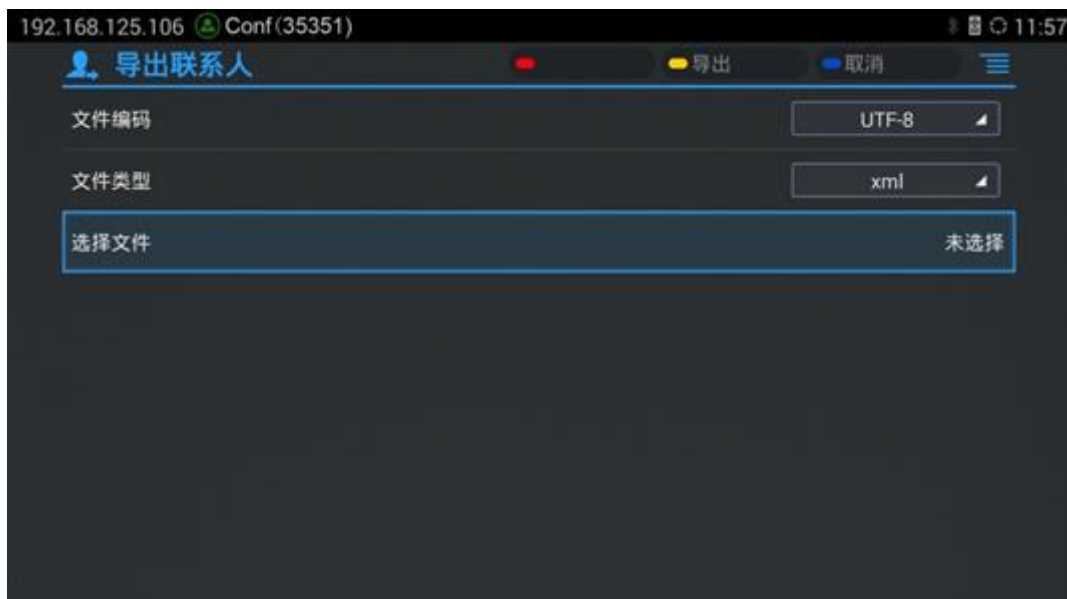 192.168.125.106 Conf(35351) 11:57
导出联系人 导出 取消
文件编码 UTF-8
文件类型 xml
选择文件 未选择